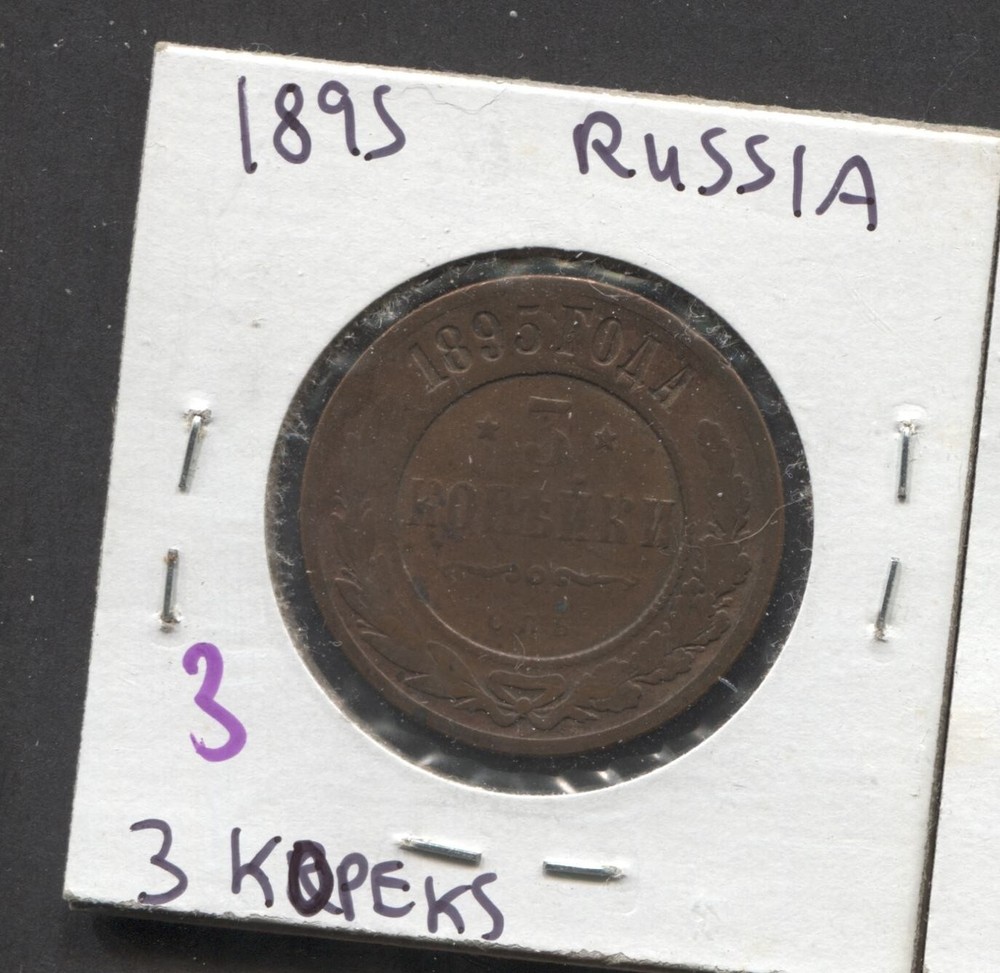 1895 RUSSIA
1895 ГОДА
3
КОПѢЙКИ
С.П.Б.
3
3 KOPEKS